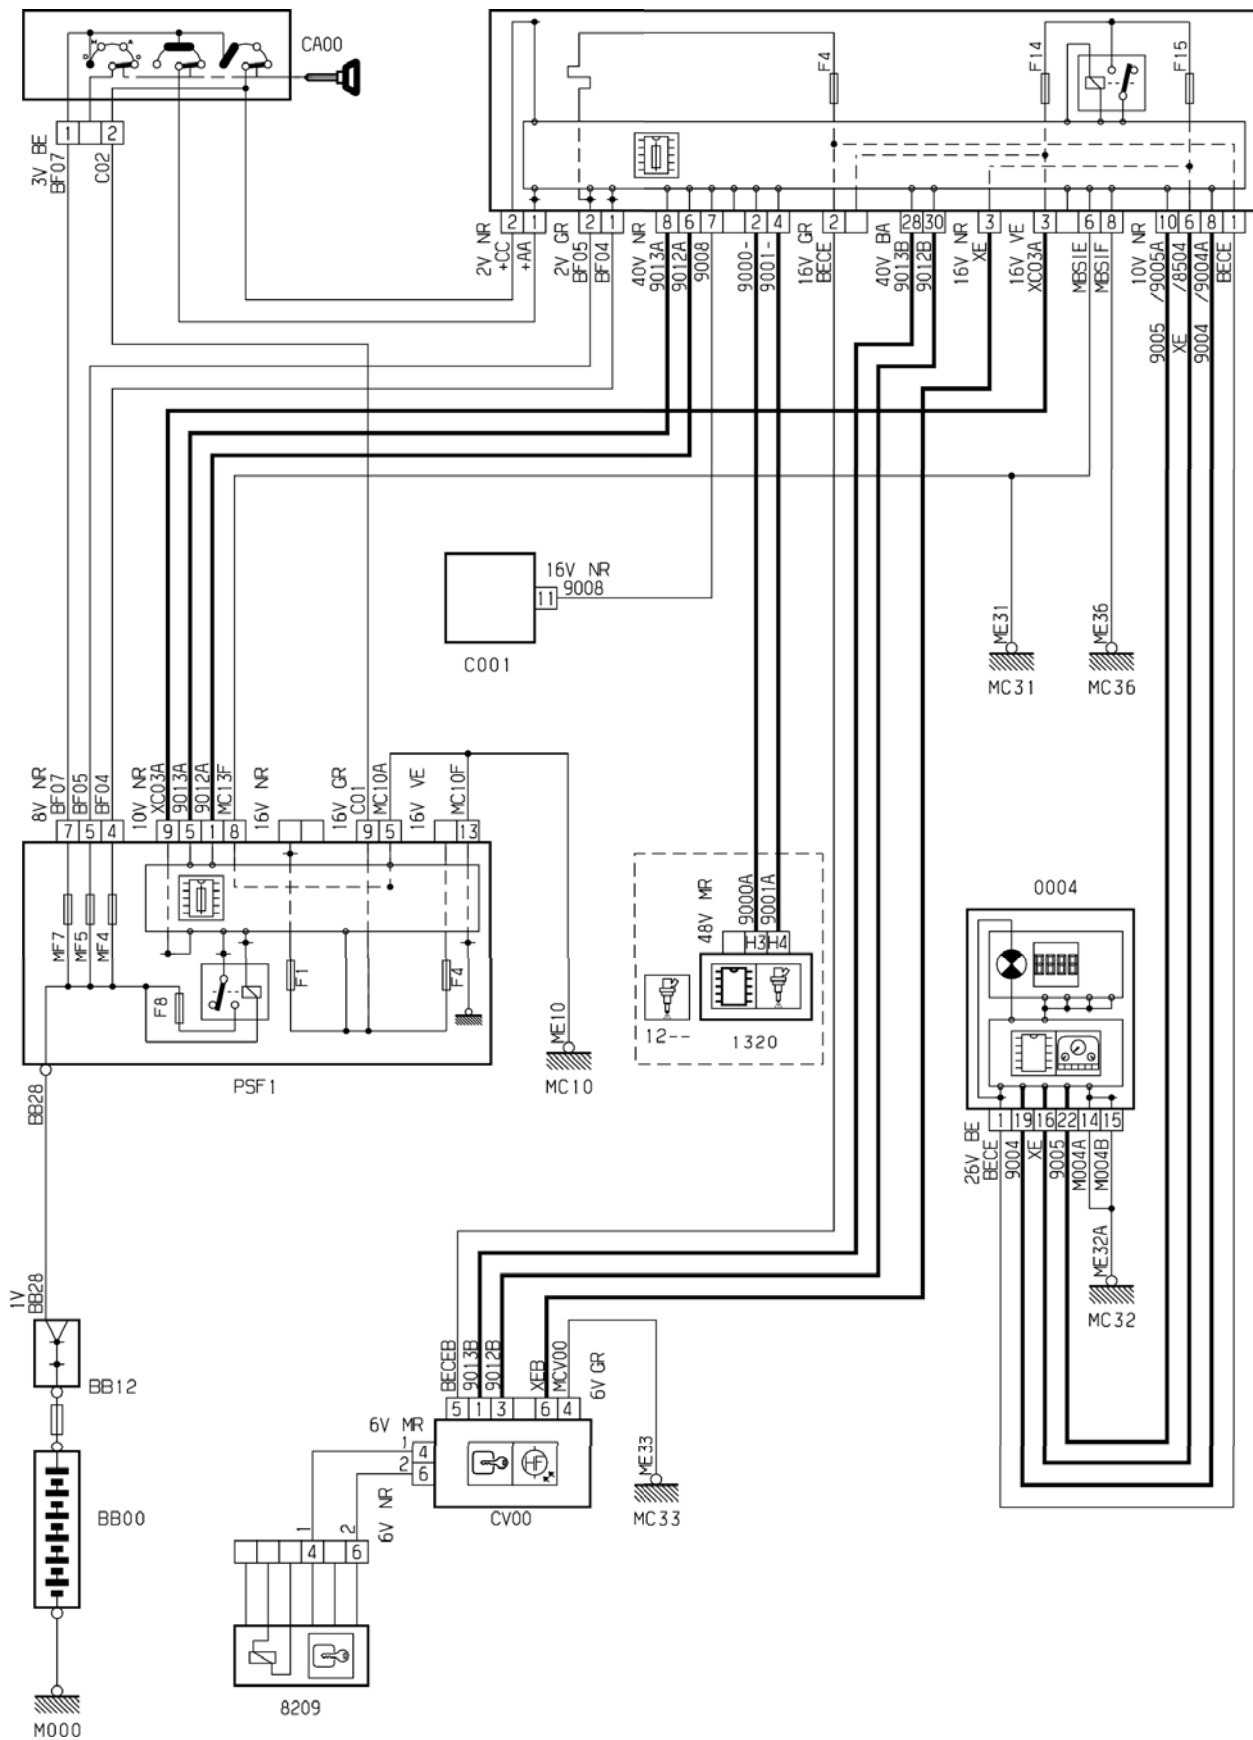 CA00
H
A
D
1
2
3V BE
BF07
C02
F4
F14
F15
2
1
2
1
8
6
7
2
4
2
28
30
3
3
6
8
10
6
8
1
2V NR
+CC
+AA
2V GR
BF05
BF04
40V NR
9013A
9012A
9008
9000-
9001-
16V GR
BECE
40V BA
9013B
9012B
16V NR
XE
16V VE
XC03A
MBSIE
MBSIF
10V NR
9005 /9005A
XE /8504
9004 /9004A
BECE
16V NR
9008
11
C001
ME31
MC31
ME36
MC36
8V NR
BF07
BF05
BF04
10V NR
XC03A
9013A
9012A
MC13F
16V NR
16V GR
C01
MC10A
16V VE
MC10F
7
5
4
9
5
1
8
9
5
13
MF7
MF5
MF4
F8
F1
F4
PSF1
ME10
MC10
48V MR
9000A
9001A
H3
H4
12--
1320
0004
1
19
16
22
14
15
26V BE
BECE
9004
XE
9005
M004A
M004B
ME32A
MC32
BB28
1V
BB28
BB12
BB00
M000
BECEB
9013B
9012B
XEB
MCV00
6V GR
5
1
3
6
4
6V MR
1
4
2
6
HF
CV00
ME33
MC33
6V NR
1
2
4
6
8209